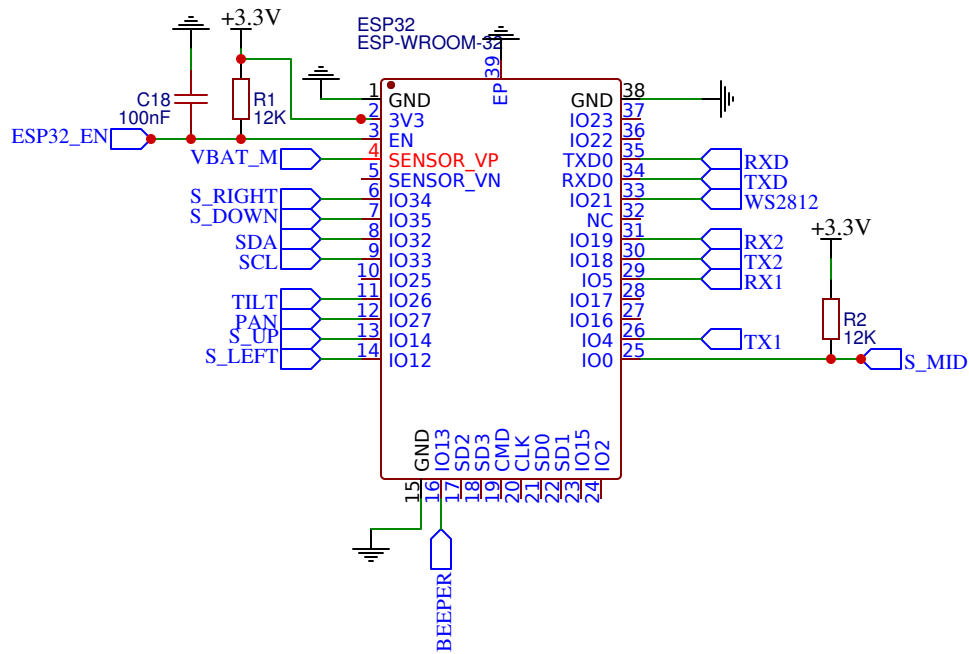 +3.3V
ESP32
ESP-WROOM-32
C18
100nF
R1
12K
ESP32_EN
VBAT_M
S_RIGHT
S_DOWN
SDA
SCL
TILT
PAN
S_UP
S_LEFT
1 GND
2 3V3
3 EN
4 SENSOR_VP
5 SENSOR_VN
6 IO34
7 IO35
8 IO32
9 IO33
10 IO25
11 IO26
12 IO27
13 IO14
14 IO12
EP 39
GND 38
IO23 37
IO22 36
TXD0 35
RXD0 34
IO21 33
NC 32
IO19 31
IO18 30
IO5 29
IO17 28
IO16 27
IO4 26
IO0 25
RXD
TXD
WS2812
RX2
TX2
RX1
TX1
+3.3V
R2
12K
S_MID
GND 15
IO13 16
SD2 17
SD3 18
CMD 19
CLK 20
SD0 21
SD1 22
IO15 23
IO2 24
BEEPER